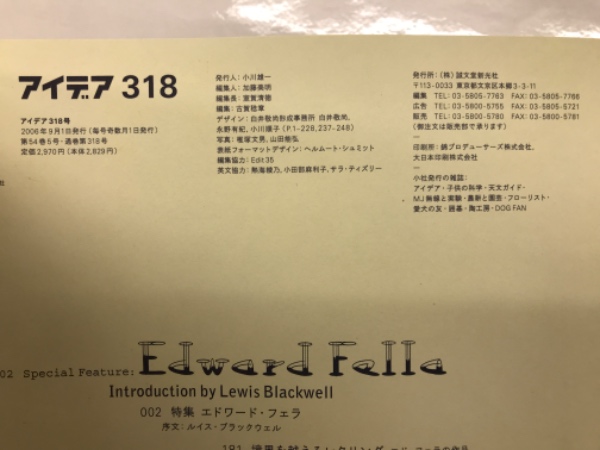 アイデア 318
アイデア 318号
2006年9月1日発行（毎号奇数月1日発行）
第54巻5号・通巻第318号
定価2,970円（本体2,829円）
発行人：小川雄一
編集人：加藤美明
編集長：室賀清徳
編集：古賀稔章
デザイン：白井敬尚形成事務所 白井敬尚,
永野有紀, 小川順子（P.1-228,237-248）
写真：権塚文男, 山田能弘
表紙フォーマットデザイン：ヘルムート・シュミット
編集協力：Edit35
英文協力：熱海綾乃, 小田部麻利子, サラ・ティズリー
発行所：（株）誠文堂新光社
〒113-0033 東京都文京区本郷3-3-11
編集 TEL: 03-5805-7763 FAX: 03-5805-7766
広告 TEL: 03-5800-5755 FAX: 03-5805-5721
販売 TEL: 03-5800-5780 FAX: 03-5800-5781
（御注文は販売部で承ります）
印刷所：錦プロデューサーズ株式会社,
大日本印刷株式会社
小社発行の雑誌：
アイデア・子供の科学・天文ガイド・
MJ無線と実験・農耕と園芸・フローリスト・
愛犬の友・囲碁・陶工房・DOG FAN
02 Special Feature: Edward Fella
Introduction by Lewis Blackwell
002 特集 エドワード・フェラ
序文：ルイス・ブラックウェル